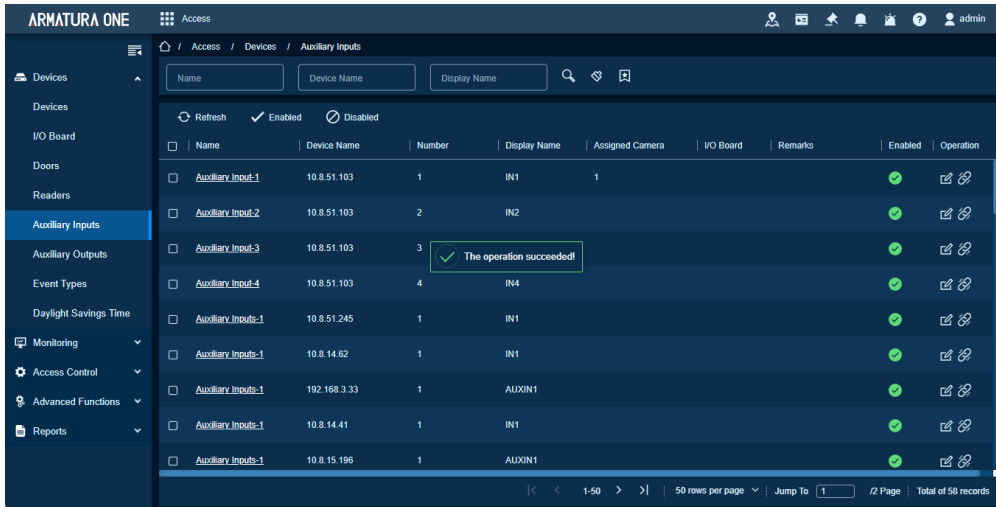 ARMATURA ONE
Access
admin
/ Access / Devices / Auxiliary Inputs
Devices
Devices
I/O Board
Doors
Readers
Auxiliary Inputs
Auxiliary Outputs
Event Types
Daylight Savings Time
Monitoring
Access Control
Advanced Functions
Reports
Name Device Name Display Name
Refresh Enabled Disabled
Name Device Name Number Display Name Assigned Camera I/O Board Remarks Enabled Operation
Auxiliary Input-1 10.8.51.103 1 IN1 1
Auxiliary Input-2 10.8.51.103 2 IN2
Auxiliary Input-3 10.8.51.103 3
The operation succeeded!
Auxiliary Input-4 10.8.51.103 4 IN4
Auxiliary Inputs-1 10.8.51.245 1 IN1
Auxiliary Inputs-1 10.8.14.62 1 IN1
Auxiliary Inputs-1 192.168.3.33 1 AUXIN1
Auxiliary Inputs-1 10.8.14.41 1 IN1
Auxiliary Inputs-1 10.8.15.196 1 AUXIN1
1-50 50 rows per page Jump To 1 /2 Page Total of 58 records